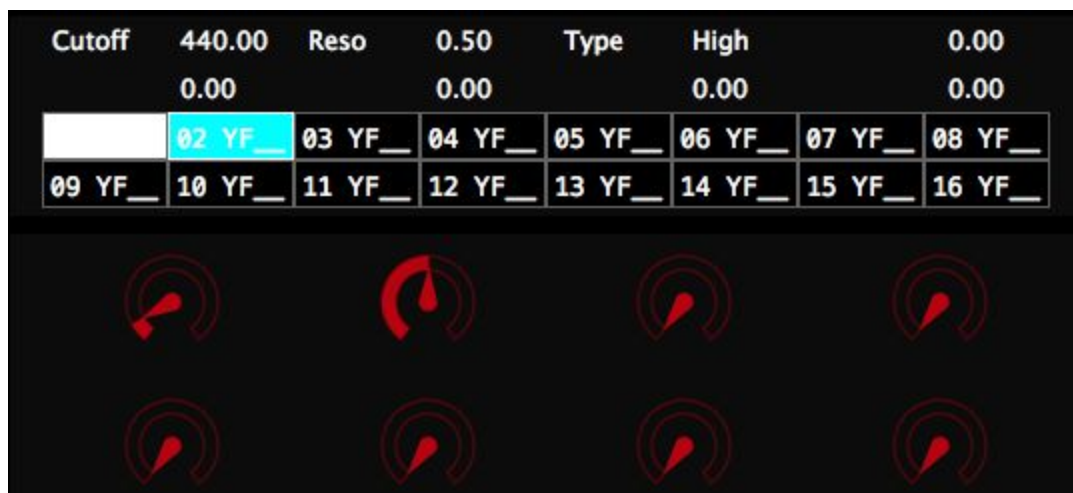 Cutoff 440.00 Reso 0.50 Type High 0.00
0.00 0.00 0.00 0.00
02 YF__ 03 YF__ 04 YF__ 05 YF__ 06 YF__ 07 YF__ 08 YF__
09 YF__ 10 YF__ 11 YF__ 12 YF__ 13 YF__ 14 YF__ 15 YF__ 16 YF__